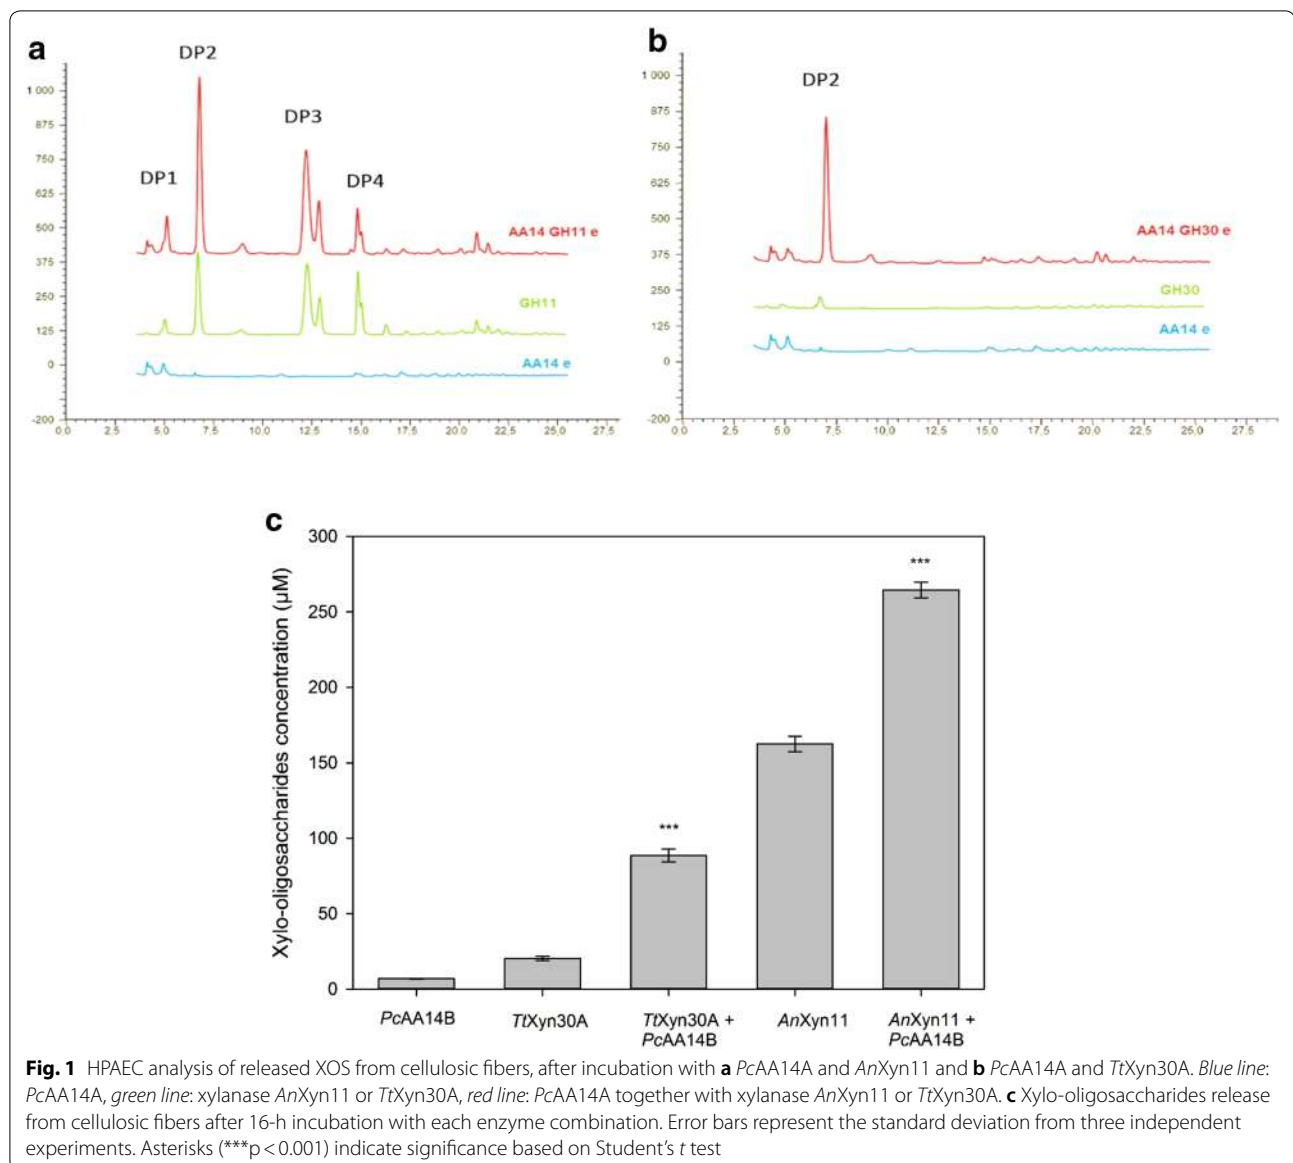 a
DP2
DP3
DP1
DP4
1 000
875
750
625
500
375
250
125
0
-200
AA14 GH11 e
GH11
AA14 e
0.0 2.5 5.0 7.5 10.0 12.5 15.0 17.5 20.0 22.5 25.0 27.5
b
DP2
1 000
875
750
625
500
375
250
125
0
-200
AA14 GH30 e
GH30
AA14 e
0.0 2.5 5.0 7.5 10.0 12.5 15.0 17.5 20.0 22.5 25.0 27.5
c
Xylo-oligosaccharides concentration (µM)
300
250
200
150
100
50
0
***
***
PcAA14B
TtXyn30A
TtXyn30A +
PcAA14B
AnXyn11
AnXyn11 +
PcAA14B
Fig. 1 HPAEC analysis of released XOS from cellulosic fibers, after incubation with a PcAA14A and AnXyn11 and b PcAA14A and TtXyn30A. Blue line:
PcAA14A, green line: xylanase AnXyn11 or TtXyn30A, red line: PcAA14A together with xylanase AnXyn11 or TtXyn30A. c Xylo-oligosaccharides release
from cellulosic fibers after 16-h incubation with each enzyme combination. Error bars represent the standard deviation from three independent
experiments. Asterisks (***p < 0.001) indicate significance based on Student's t test